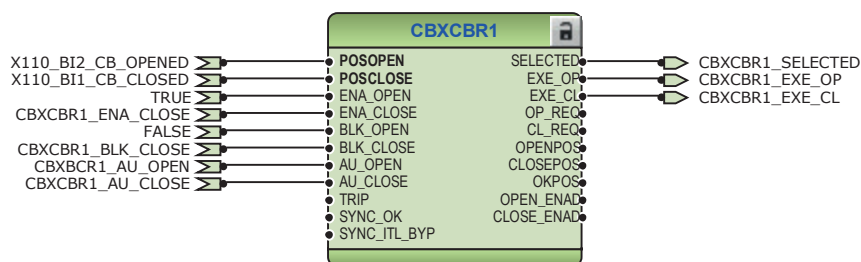 CBXCBR1
X110_BI2_CB_OPENED POSOPEN SELECTED CBXCBR1_SELECTED
X110_BI1_CB_CLOSED POSCLOSE EXE_OP CBXCBR1_EXE_OP
TRUE ENA_OPEN EXE_CL CBXCBR1_EXE_CL
CBXCBR1_ENA_CLOSE ENA_CLOSE OP_REQ
FALSE BLK_OPEN CL_REQ
CBXCBR1_BLK_CLOSE BLK_CLOSE OPENPOS
CBXBCR1_AU_OPEN AU_OPEN CLOSEPOS
CBXCBR1_AU_CLOSE AU_CLOSE OKPOS
TRIP OPEN_ENAD
SYNC_OK CLOSE_ENAD
SYNC_ITL_BYP